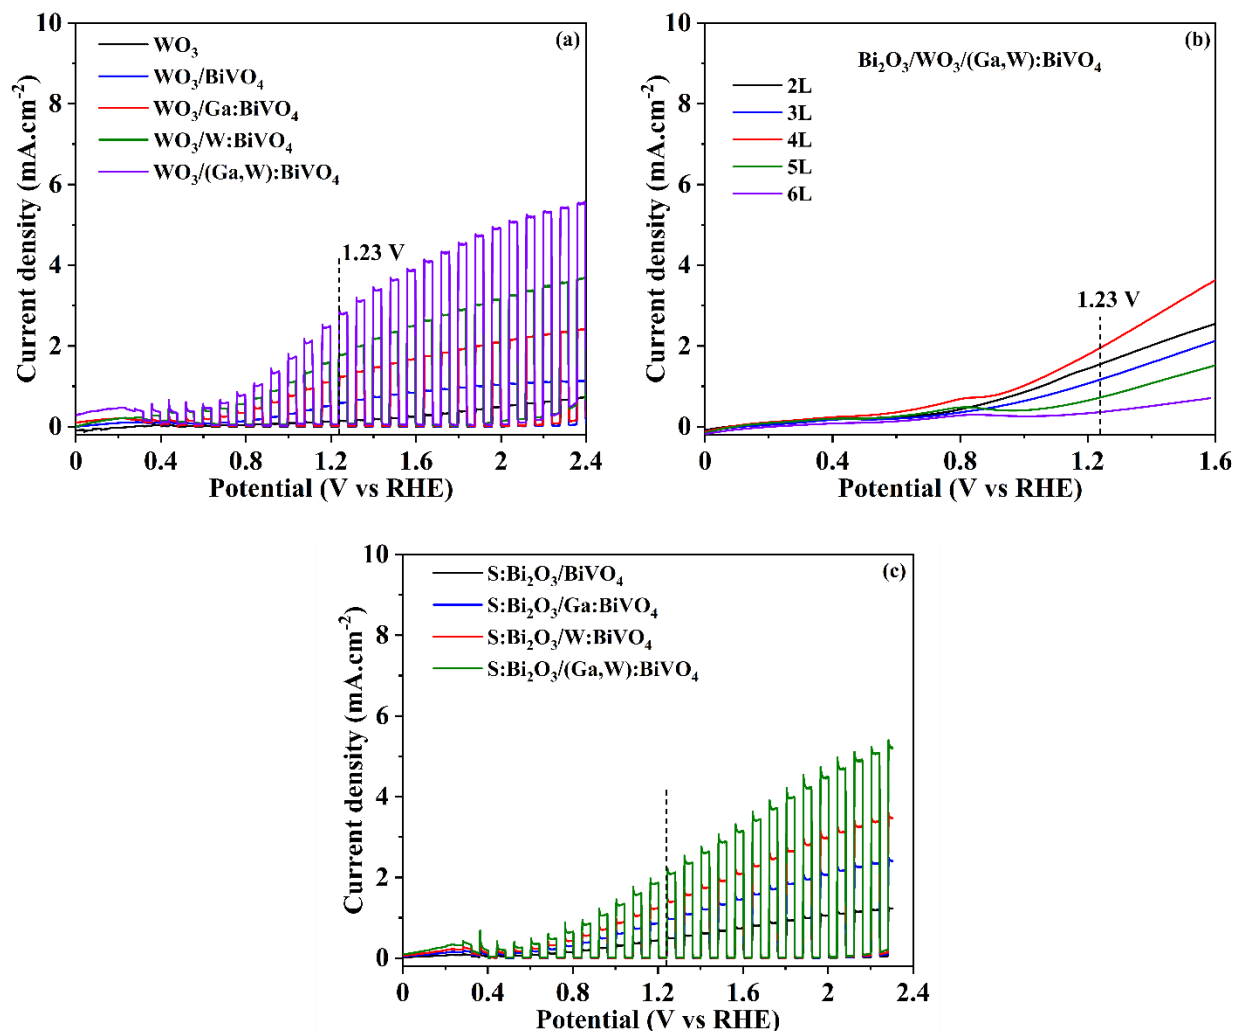 (a)
WO₃
WO₃/BiVO₄
WO₃/Ga:BiVO₄
WO₃/W:BiVO₄
WO₃/(Ga,W):BiVO₄
1.23 V
Current density (mA.cm⁻²)
10
8
6
4
2
0
0 0.4 0.8 1.2 1.6 2 2.4
Potential (V vs RHE)
(b)
Bi₂O₃/WO₃/(Ga,W):BiVO₄
2L
3L
4L
5L
6L
1.23 V
Current density (mA.cm⁻²)
10
8
6
4
2
0
0 0.4 0.8 1.2 1.6
Potential (V vs RHE)
(c)
S:Bi₂O₃/BiVO₄
S:Bi₂O₃/Ga:BiVO₄
S:Bi₂O₃/W:BiVO₄
S:Bi₂O₃/(Ga,W):BiVO₄
Current density (mA.cm⁻²)
10
8
6
4
2
0
0 0.4 0.8 1.2 1.6 2 2.4
Potential (V vs RHE)